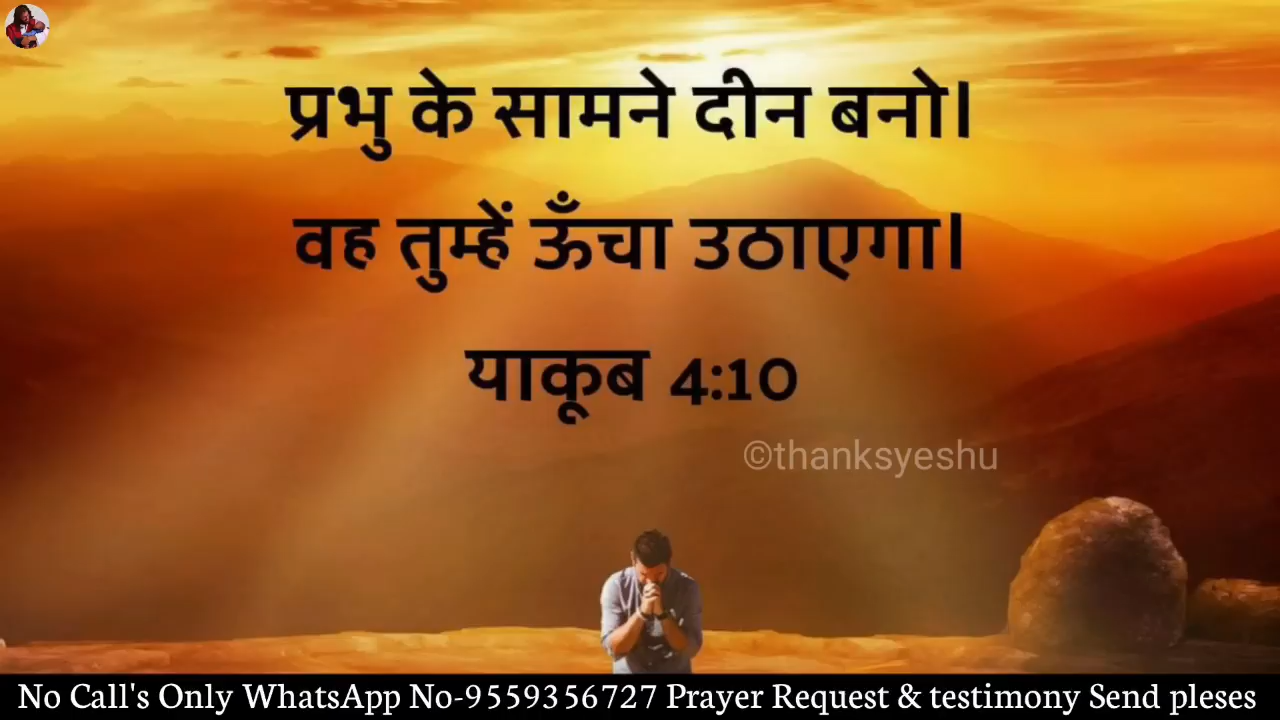 प्रभु के सामने दीन बनो।
वह तुम्हें ऊँचा उठाएगा।
याकूब 4:10
©thanksyeshu
No Call's Only WhatsApp No-9559356727 Prayer Request & testimony Send pleses